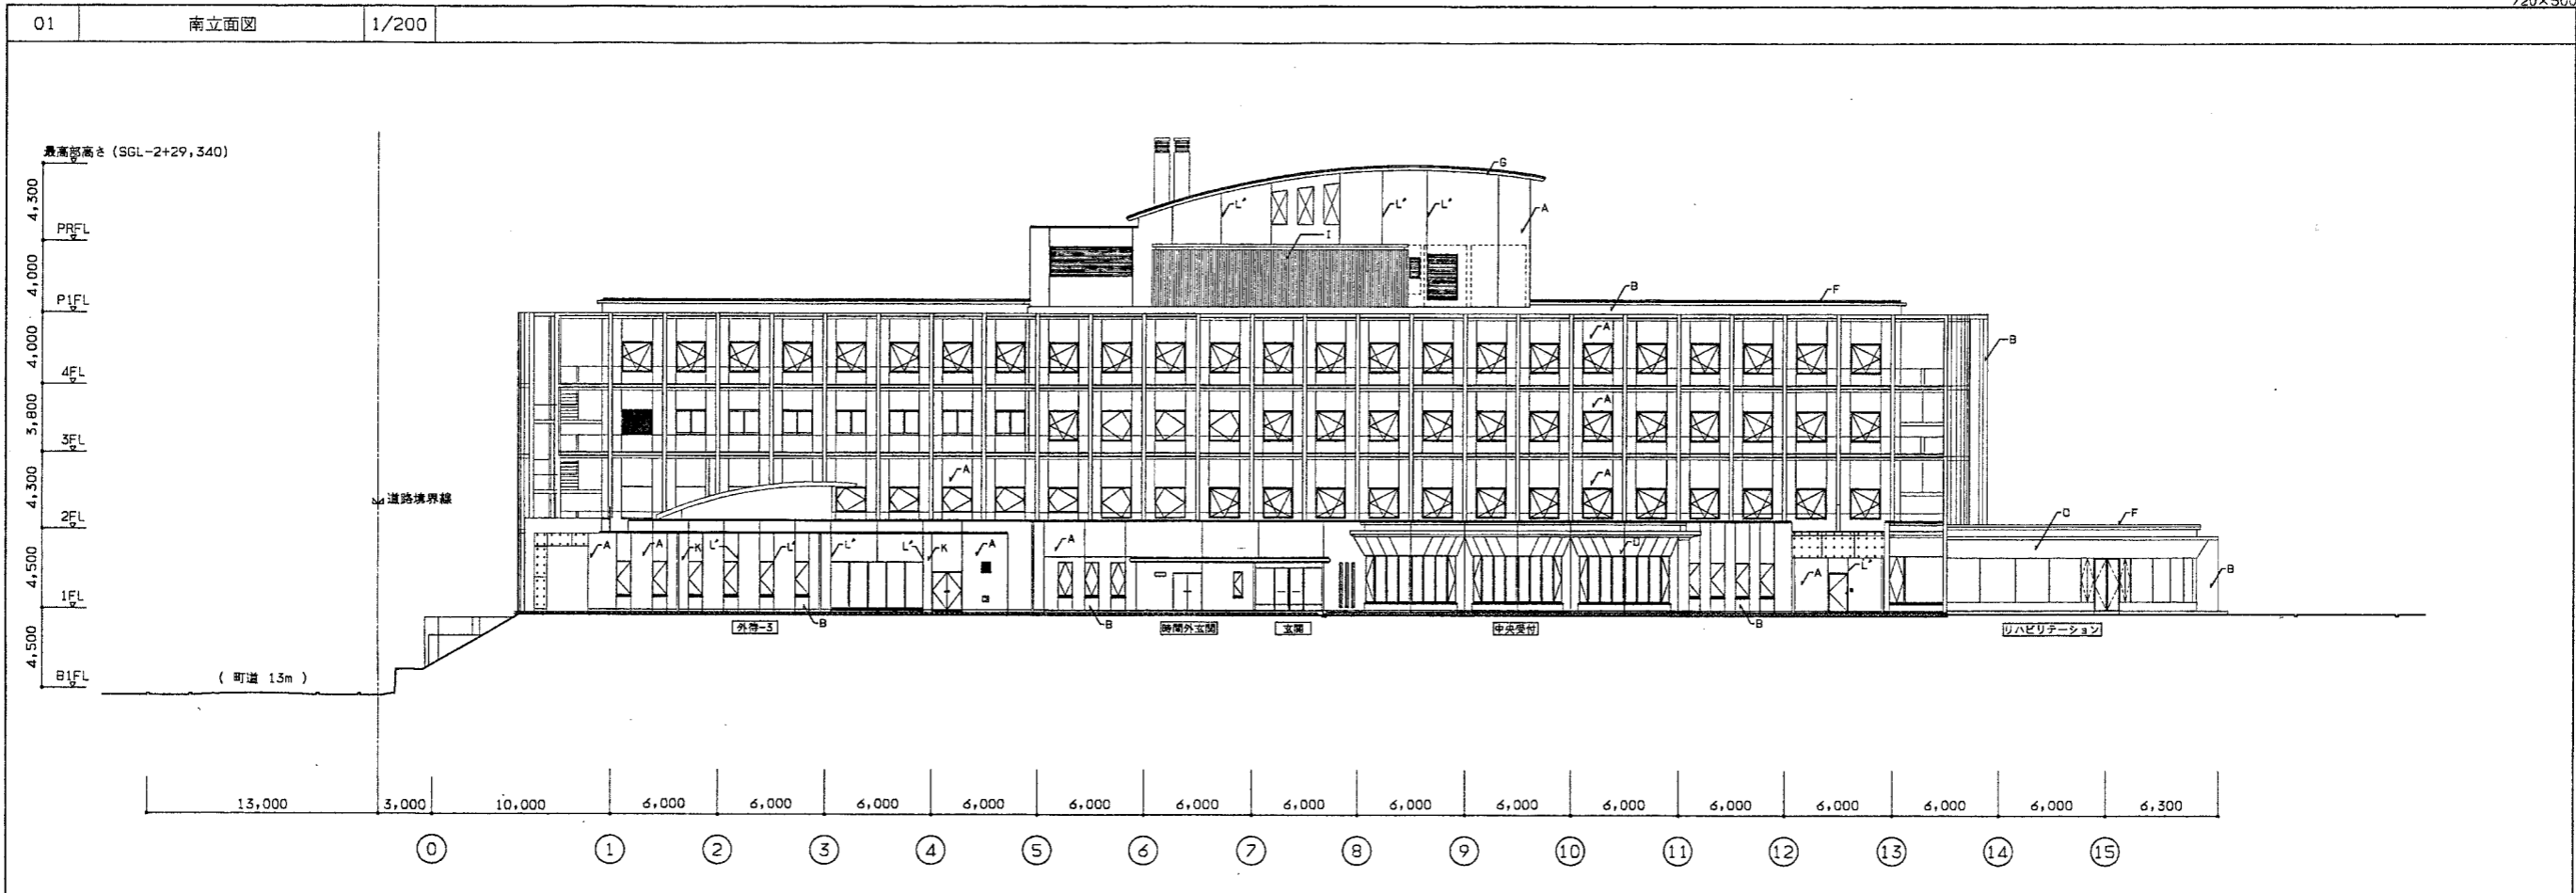 01 南立面図 1/200
最高部高さ (SGL-2+29,340)
4,300
PRFL
4,000
P1FL
4,000
4FL
3,800
3FL
4,300
2FL
4,500
1FL
4,500
B1FL
道路境界線
( 町道 13m )
G
L'
L'
L'
A
I
B
F
A
B
A
A
A
A
A
K
L'
L'
L'
L'
K
A
A
D
A
L'
C
F
B
B
B
B
外待-3
時間外玄関
玄関
中央受付
リハビリテーション
13,000 3,000 10,000 6,000 6,000 6,000 6,000 6,000 6,000 6,000 6,000 6,000 6,000 6,000 6,000 6,000 6,000 6,300
0 1 2 3 4 5 6 7 8 9 10 11 12 13 14 15